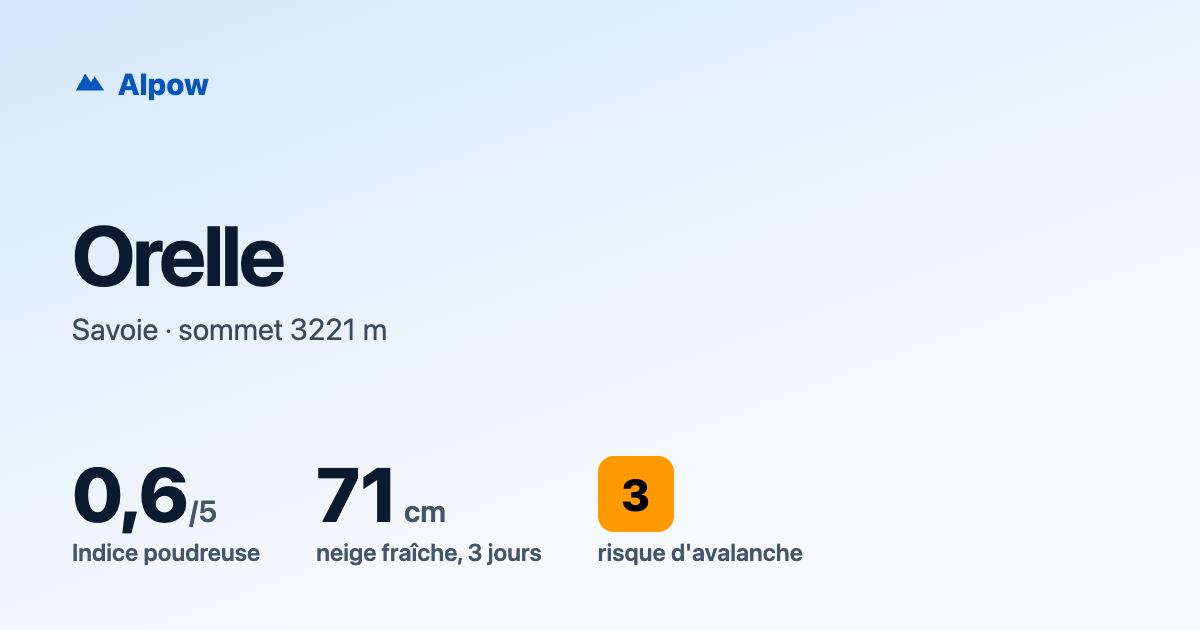 Alpow
Orelle
Savoie · sommet 3221 m
0,6/5
Indice poudreuse
71 cm
neige fraîche, 3 jours
3
risque d'avalanche